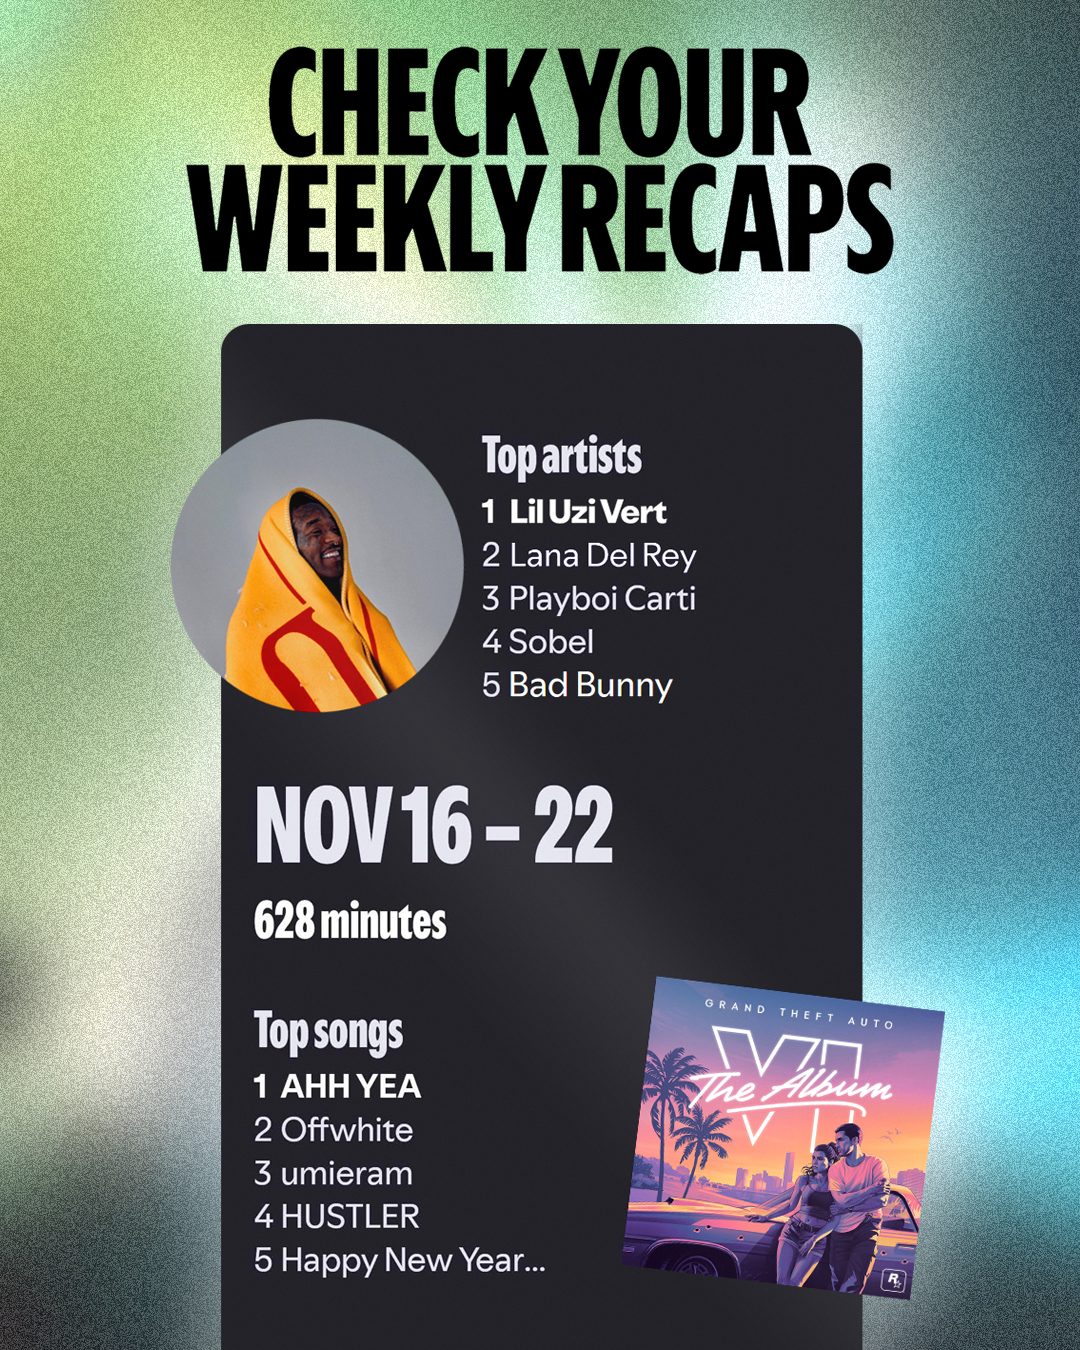 CHECK YOUR
WEEKLY RECAPS
Top artists
1 Lil Uzi Vert
2 Lana Del Rey
3 Playboi Carti
4 Sobel
5 Bad Bunny
NOV 16 – 22
628 minutes
Top songs
1 AHH YEA
2 Offwhite
3 umieram
4 HUSTLER
5 Happy New Year...
GRAND THEFT AUTO
VI
The Album
R